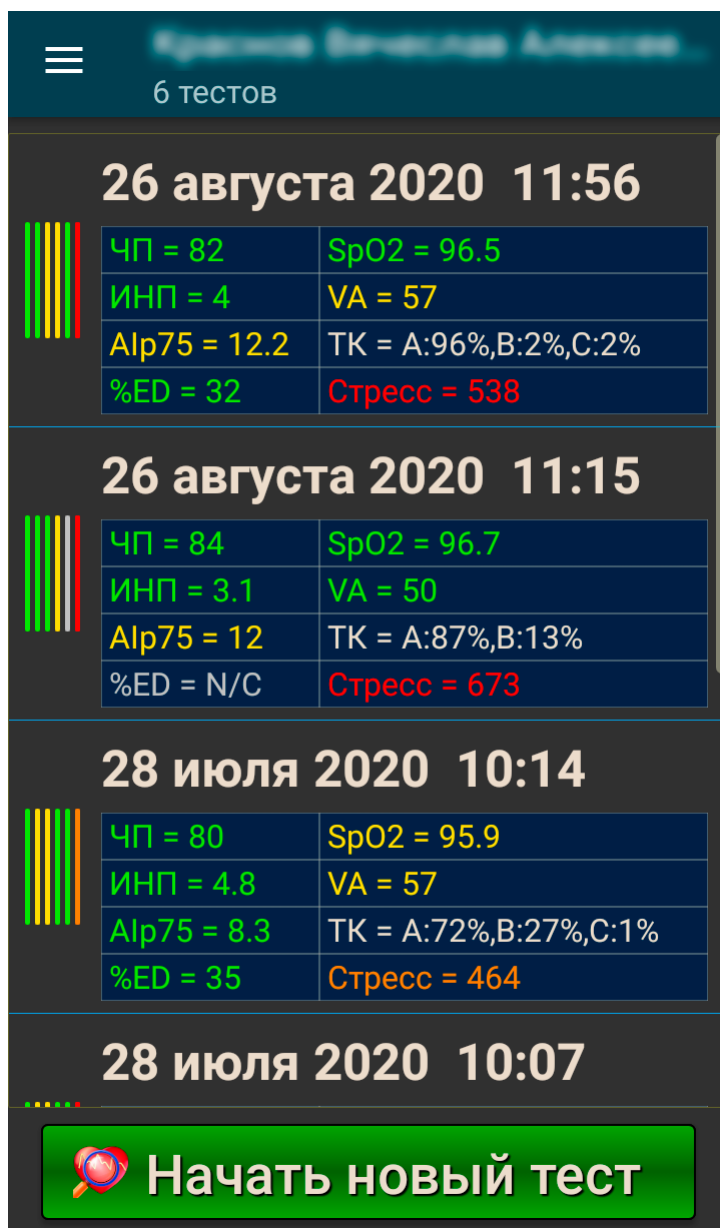 6 тестов
26 августа 2020 11:56
ЧП = 82 SpO2 = 96.5
ИНП = 4 VA = 57
AIp75 = 12.2 ТК = A:96%,B:2%,C:2%
%ED = 32 Стресс = 538
26 августа 2020 11:15
ЧП = 84 SpO2 = 96.7
ИНП = 3.1 VA = 50
AIp75 = 12 ТК = A:87%,B:13%
%ED = N/C Стресс = 673
28 июля 2020 10:14
ЧП = 80 SpO2 = 95.9
ИНП = 4.8 VA = 57
AIp75 = 8.3 ТК = A:72%,B:27%,C:1%
%ED = 35 Стресс = 464
28 июля 2020 10:07
Начать новый тест